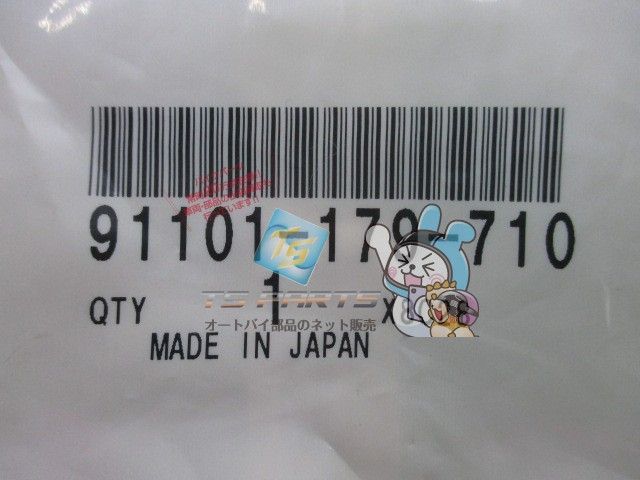 91101-179-710
QTY 1
TS PARTS
オートバイ部品のネット販売
MADE IN JAPAN